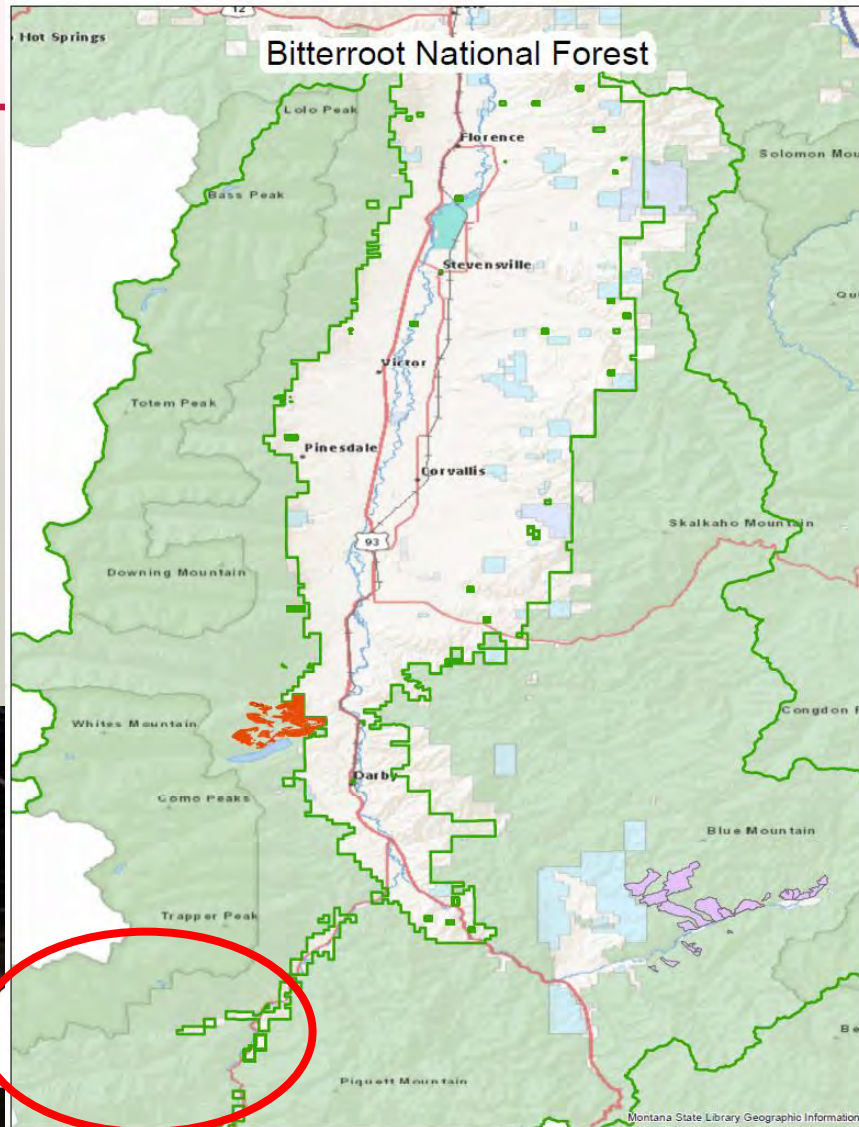 12
Hot Springs
Bitterroot National Forest
Lolo Peak
Florence
Solomon Mou
Bass Peak
Stevensville
Qui
Victor
Totem Peak
Pinesdale
Corvallis
Skalkaho Mountain
93
Downing Mountain
Whites Mountain
Congdon P
Darby
Como Peaks
Blue Mountain
Trapper Peak
Be
Piquett Mountain
Montana State Library Geographic Information